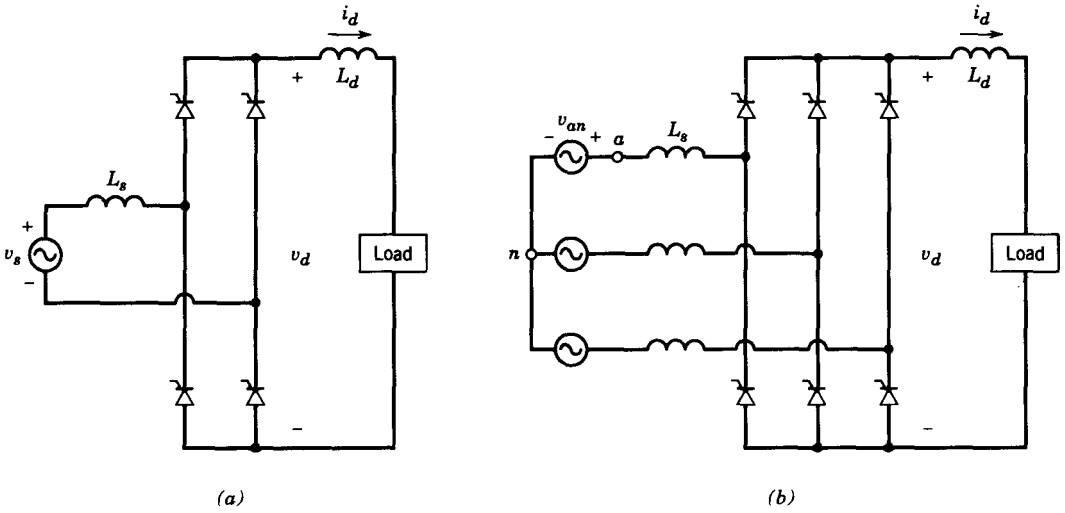 i_d
+
L_d
L_s
+
v_s
−
v_d
Load
−
(a)
i_d
+
L_d
− v_an + a
L_s
n
v_d
Load
−
(b)